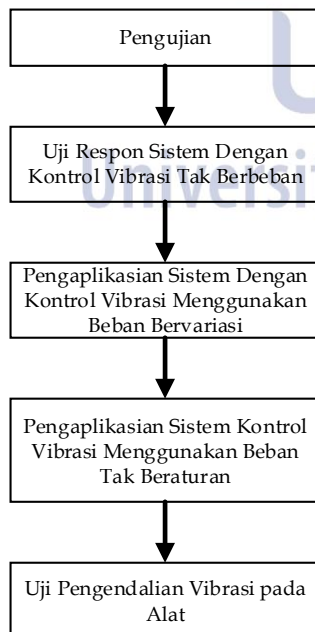 Pengujian
Uji Respon Sistem Dengan
Kontrol Vibrasi Tak Berbeban
Pengaplikasian Sistem Dengan
Kontrol Vibrasi Menggunakan
Beban Bervariasi
Pengaplikasian Sistem Kontrol
Vibrasi Menggunakan Beban
Tak Beraturan
Uji Pengendalian Vibrasi pada
Alat